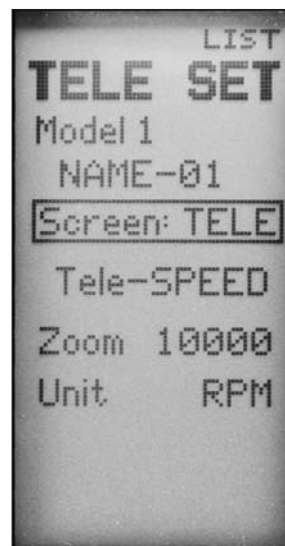 LIST
TELE SET
Model 1
NAME-01
Screen: TELE
Tele-SPEED
Zoom 10000
Unit RPM